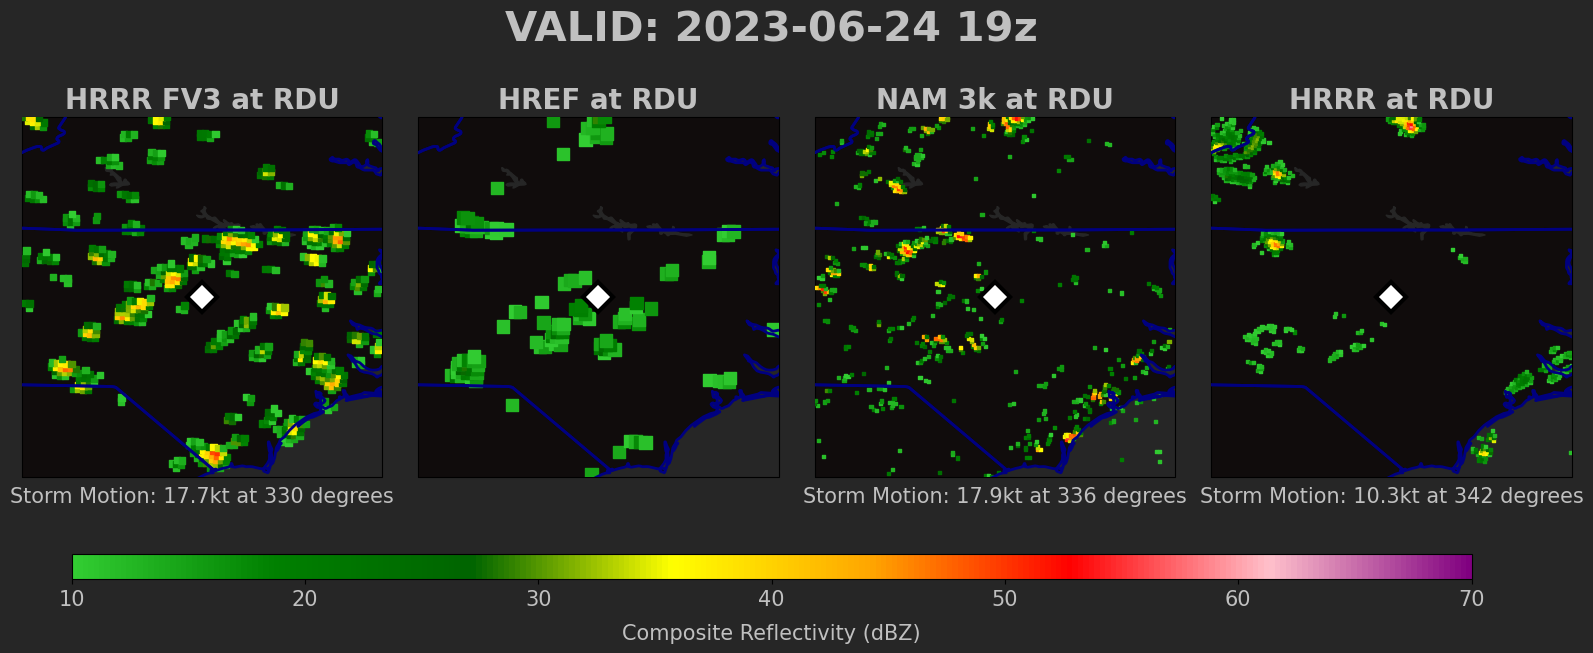 VALID: 2023-06-24 19z
HRRR FV3 at RDU
HREF at RDU
NAM 3k at RDU
HRRR at RDU
Storm Motion: 17.7kt at 330 degrees
Storm Motion: 17.9kt at 336 degrees
Storm Motion: 10.3kt at 342 degrees
10 20 30 40 50 60 70
Composite Reflectivity (dBZ)